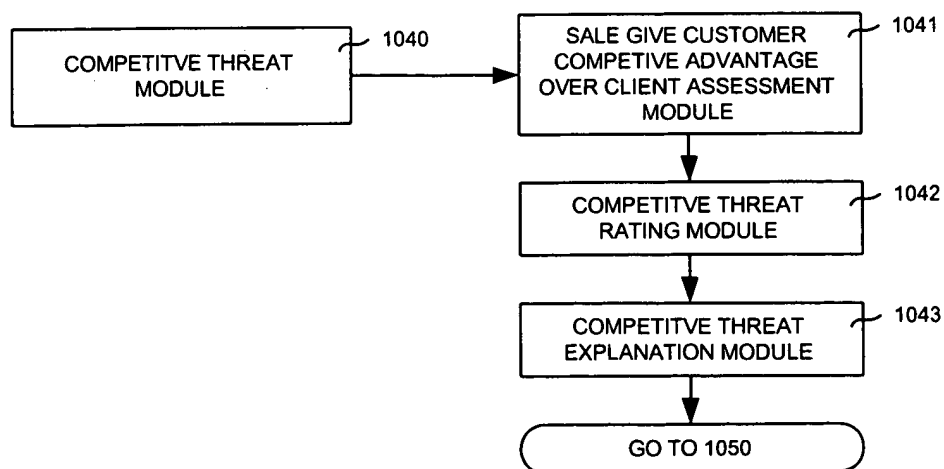 COMPETITVE THREAT
MODULE
1040
SALE GIVE CUSTOMER
COMPETIVE ADVANTAGE
OVER CLIENT ASSESSMENT
MODULE
1041
COMPETITVE THREAT
RATING MODULE
1042
COMPETITVE THREAT
EXPLANATION MODULE
1043
GO TO 1050